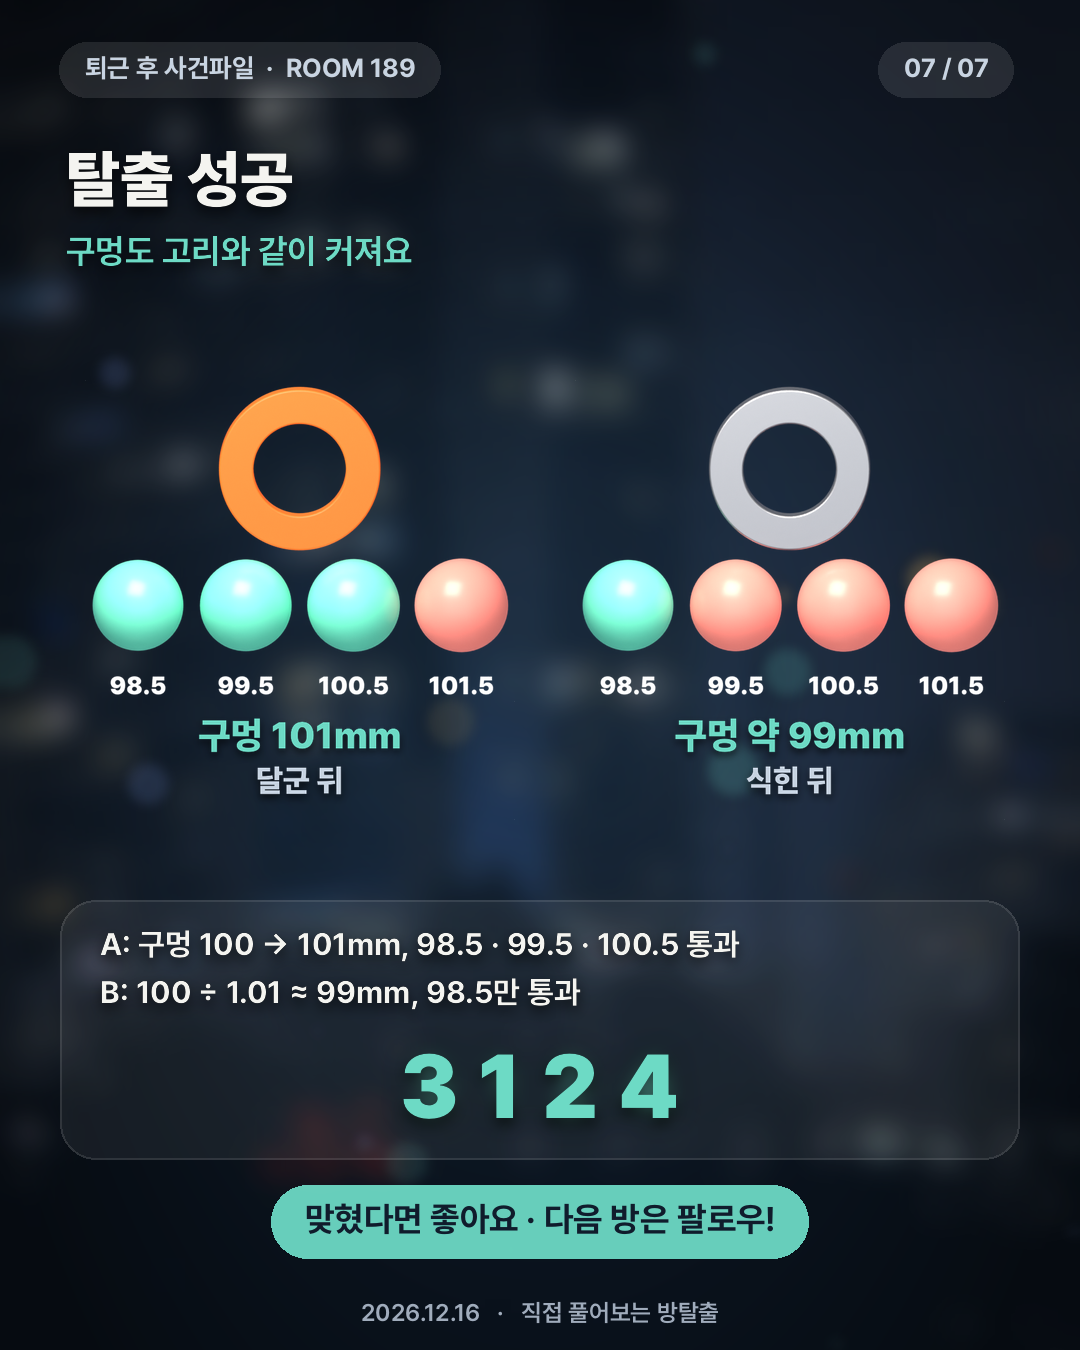 퇴근 후 사건파일 · ROOM 189
07 / 07
탈출 성공
구멍도 고리와 같이 커져요
98.5 99.5 100.5 101.5
구멍 101mm
달군 뒤
98.5 99.5 100.5 101.5
구멍 약 99mm
식힌 뒤
A: 구멍 100 → 101mm, 98.5 · 99.5 · 100.5 통과
B: 100 ÷ 1.01 ≈ 99mm, 98.5만 통과
3 1 2 4
맞혔다면 좋아요 · 다음 방은 팔로우!
2026.12.16 · 직접 풀어보는 방탈출